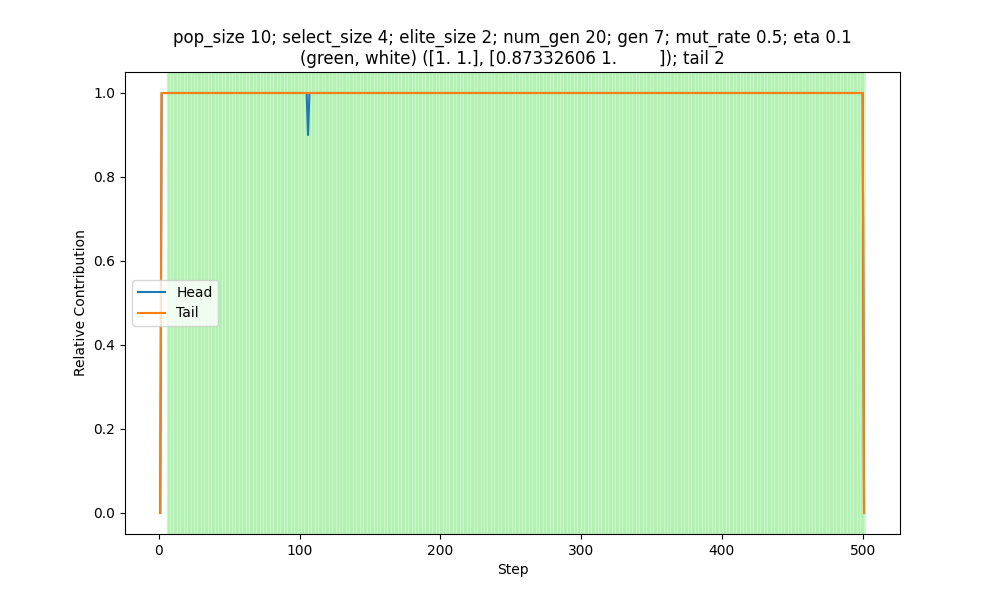 pop_size 10; select_size 4; elite_size 2; num_gen 20; gen 7; mut_rate 0.5; eta 0.1
(green, white) ([1. 1.], [0.87332606 1.        ]); tail 2
1.0
0.8
0.6
0.4
0.2
0.0
Relative Contribution
Head
Tail
0
100
200
300
400
500
Step